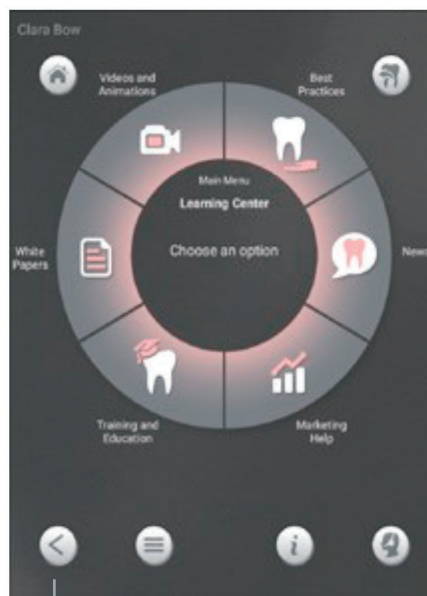 Clara Bow
Videos and
Animations
Best
Practices
Main Menu
Learning Center
Choose an option
White
Papers
News
Training and
Education
Marketing
Help
i